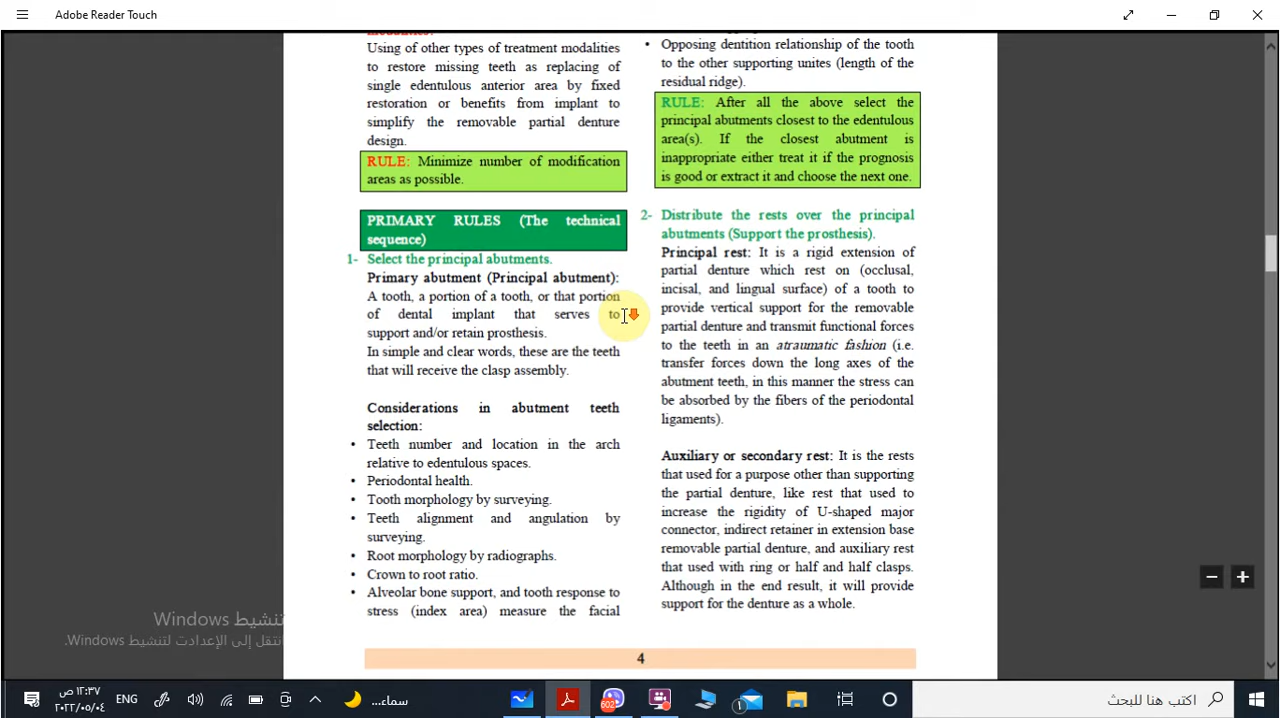 Adobe Reader Touch
Using of other types of treatment modalities
to restore missing teeth as replacing of
single edentulous anterior area by fixed
restoration or benefits from implant to
simplify the removable partial denture
design.
RULE: Minimize number of modification
areas as possible.
PRIMARY RULES (The technical
sequence)
1- Select the principal abutments.
Primary abutment (Principal abutment):
A tooth, a portion of a tooth, or that portion
of dental implant that serves to
support and/or retain prosthesis.
In simple and clear words, these are the teeth
that will receive the clasp assembly.
Considerations in abutment teeth
selection:
• Teeth number and location in the arch
relative to edentulous spaces.
• Periodontal health.
• Tooth morphology by surveying.
• Teeth alignment and angulation by
surveying.
• Root morphology by radiographs.
• Crown to root ratio.
• Alveolar bone support, and tooth response to
stress (index area) measure the facial
• Opposing dentition relationship of the tooth
to the other supporting unites (length of the
residual ridge).
RULE: After all the above select the
principal abutments closest to the edentulous
area(s). If the closest abutment is
inappropriate either treat it if the prognosis
is good or extract it and choose the next one.
2- Distribute the rests over the principal
abutments (Support the prosthesis).
Principal rest: It is a rigid extension of
partial denture which rest on (occlusal,
incisal, and lingual surface) of a tooth to
provide vertical support for the removable
partial denture and transmit functional forces
to the teeth in an atraumatic fashion (i.e.
transfer forces down the long axes of the
abutment teeth, in this manner the stress can
be absorbed by the fibers of the periodontal
ligaments).
Auxiliary or secondary rest: It is the rests
that used for a purpose other than supporting
the partial denture, like rest that used to
increase the rigidity of U-shaped major
connector, indirect retainer in extension base
removable partial denture, and auxiliary rest
that used with ring or half and half clasps.
Although in the end result, it will provide
support for the denture as a whole.
4
تنشيط Windows
انتقل إلى الإعدادات لتنشيط Windows.
١٢:٣٧ ص
٢٠٢٢/٠٥/٠٤
ENG
سماء...
602
1
اكتب هنا للبحث